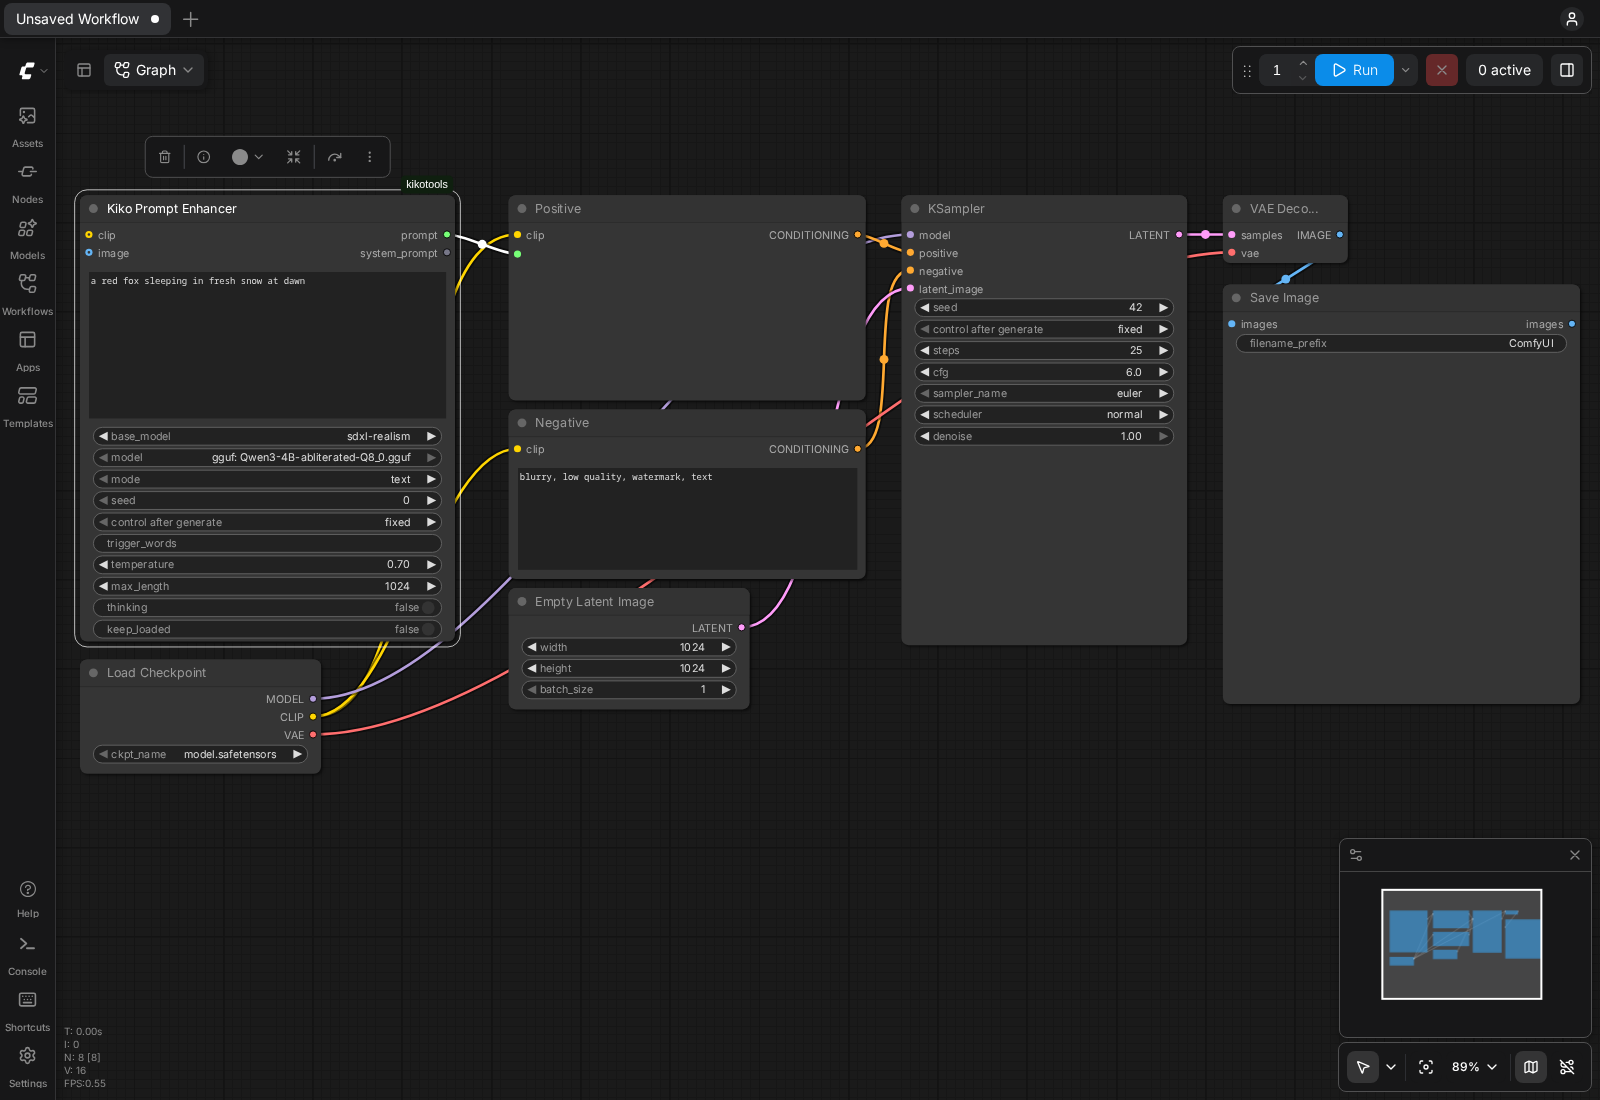 Unsaved Workflow
Graph
1
Run
0 active
Assets
Nodes
Models
Workflows
Apps
Templates
Help
Console
Shortcuts
Settings
kikotools
Kiko Prompt Enhancer
clip
prompt
image
system_prompt
a red fox sleeping in fresh snow at dawn
base_model sdxl-realism
model gguf: Qwen3-4B-abliterated-Q8_0.gguf
mode text
seed 0
control after generate fixed
trigger_words
temperature 0.70
max_length 1024
thinking false
keep_loaded false
Load Checkpoint
MODEL
CLIP
VAE
ckpt_name model.safetensors
Positive
clip
CONDITIONING
Negative
clip
CONDITIONING
blurry, low quality, watermark, text
Empty Latent Image
LATENT
width 1024
height 1024
batch_size 1
KSampler
model
LATENT
positive
negative
latent_image
seed 42
control after generate fixed
steps 25
cfg 6.0
sampler_name euler
scheduler normal
denoise 1.00
VAE Deco...
samples
IMAGE
vae
Save Image
images
images
filename_prefix ComfyUI
T: 0.00s
I: 0
N: 8 [8]
V: 16
FPS:0.55
89%